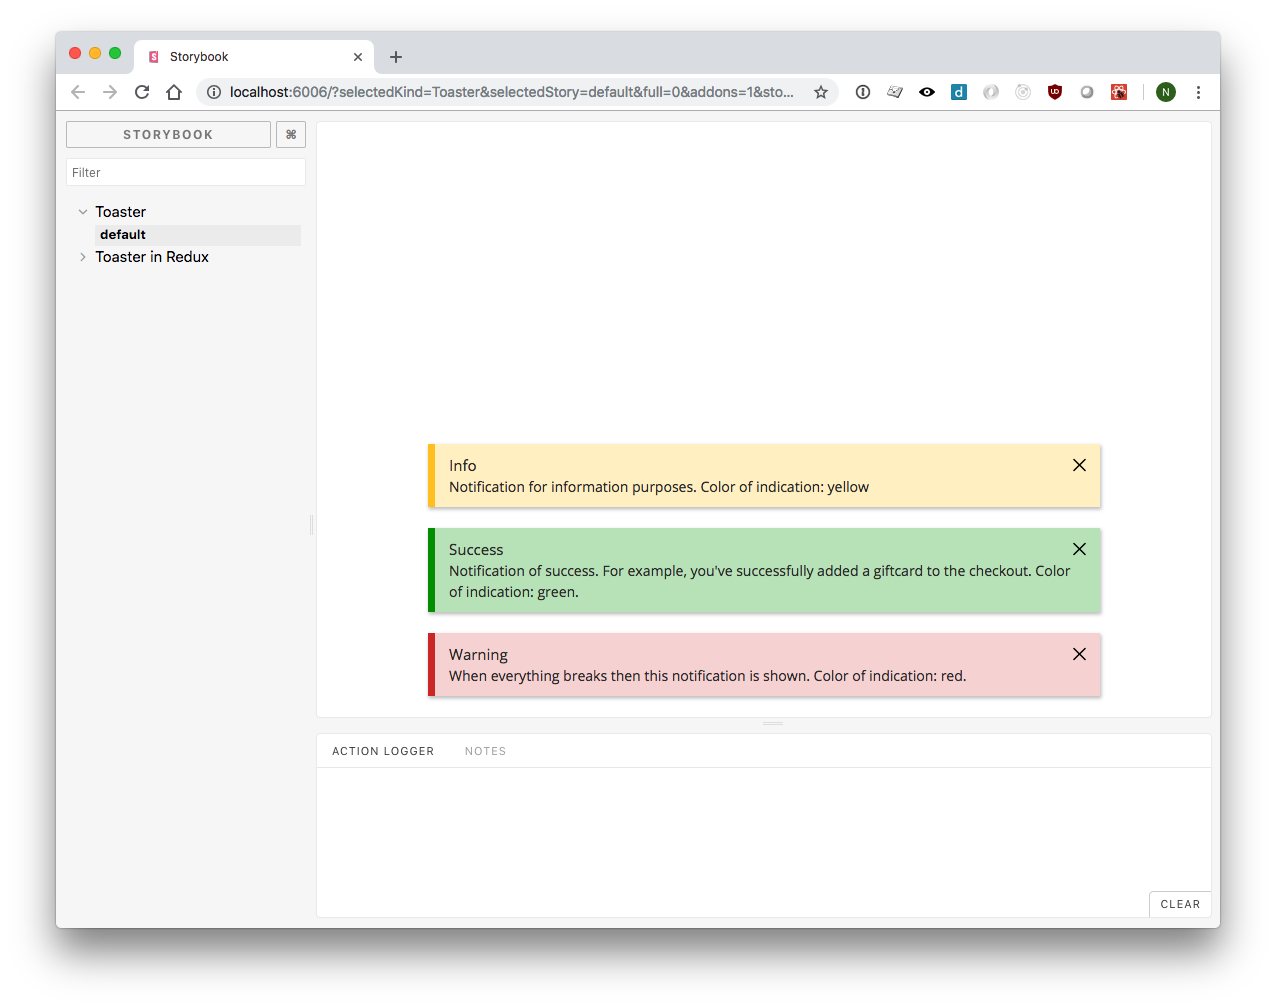 Storybook
localhost:6006/?selectedKind=Toaster&selectedStory=default&full=0&addons=1&sto...
d
N
STORYBOOK
⌘
Filter
Toaster
default
Toaster in Redux
Info
Notification for information purposes. Color of indication: yellow
Success
Notification of success. For example, you've successfully added a giftcard to the checkout. Color
of indication: green.
Warning
When everything breaks then this notification is shown. Color of indication: red.
ACTION LOGGER
NOTES
CLEAR